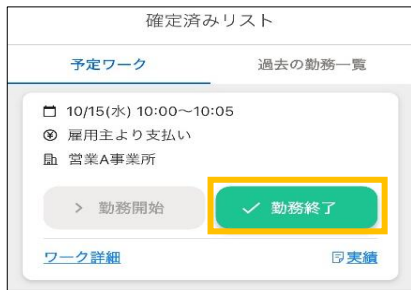 確定済みリスト
予定ワーク 過去の勤務一覧
10/15(水) 10:00～10:05
雇用主より支払い
営業A事業所
勤務開始 勤務終了
ワーク詳細 実績